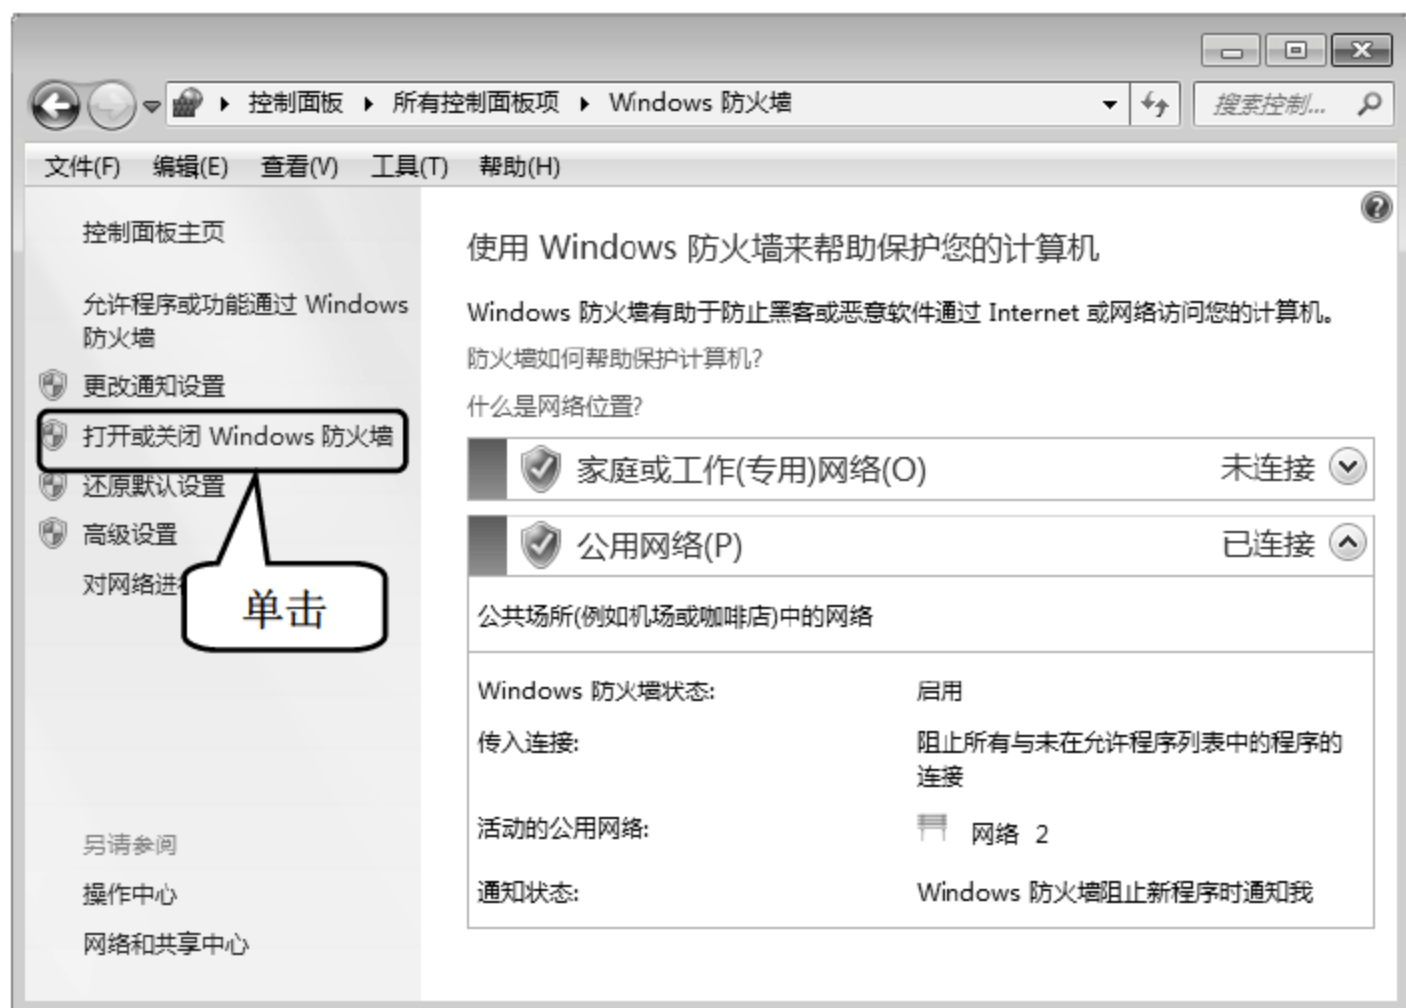 控制面板 所有控制面板项 Windows 防火墙
搜索控制...
文件(F) 编辑(E) 查看(V) 工具(T) 帮助(H)
控制面板主页
允许程序或功能通过 Windows
防火墙
更改通知设置
打开或关闭 Windows 防火墙
还原默认设置
高级设置
对网络进
单击
另请参阅
操作中心
网络和共享中心
使用 Windows 防火墙来帮助保护您的计算机
Windows 防火墙有助于防止黑客或恶意软件通过 Internet 或网络访问您的计算机。
防火墙如何帮助保护计算机?
什么是网络位置?
家庭或工作(专用)网络(O) 未连接
公用网络(P) 已连接
公共场所(例如机场或咖啡店)中的网络
Windows 防火墙状态: 启用
传入连接: 阻止所有与未在允许程序列表中的程序的
连接
活动的公用网络: 网络 2
通知状态: Windows 防火墙阻止新程序时通知我